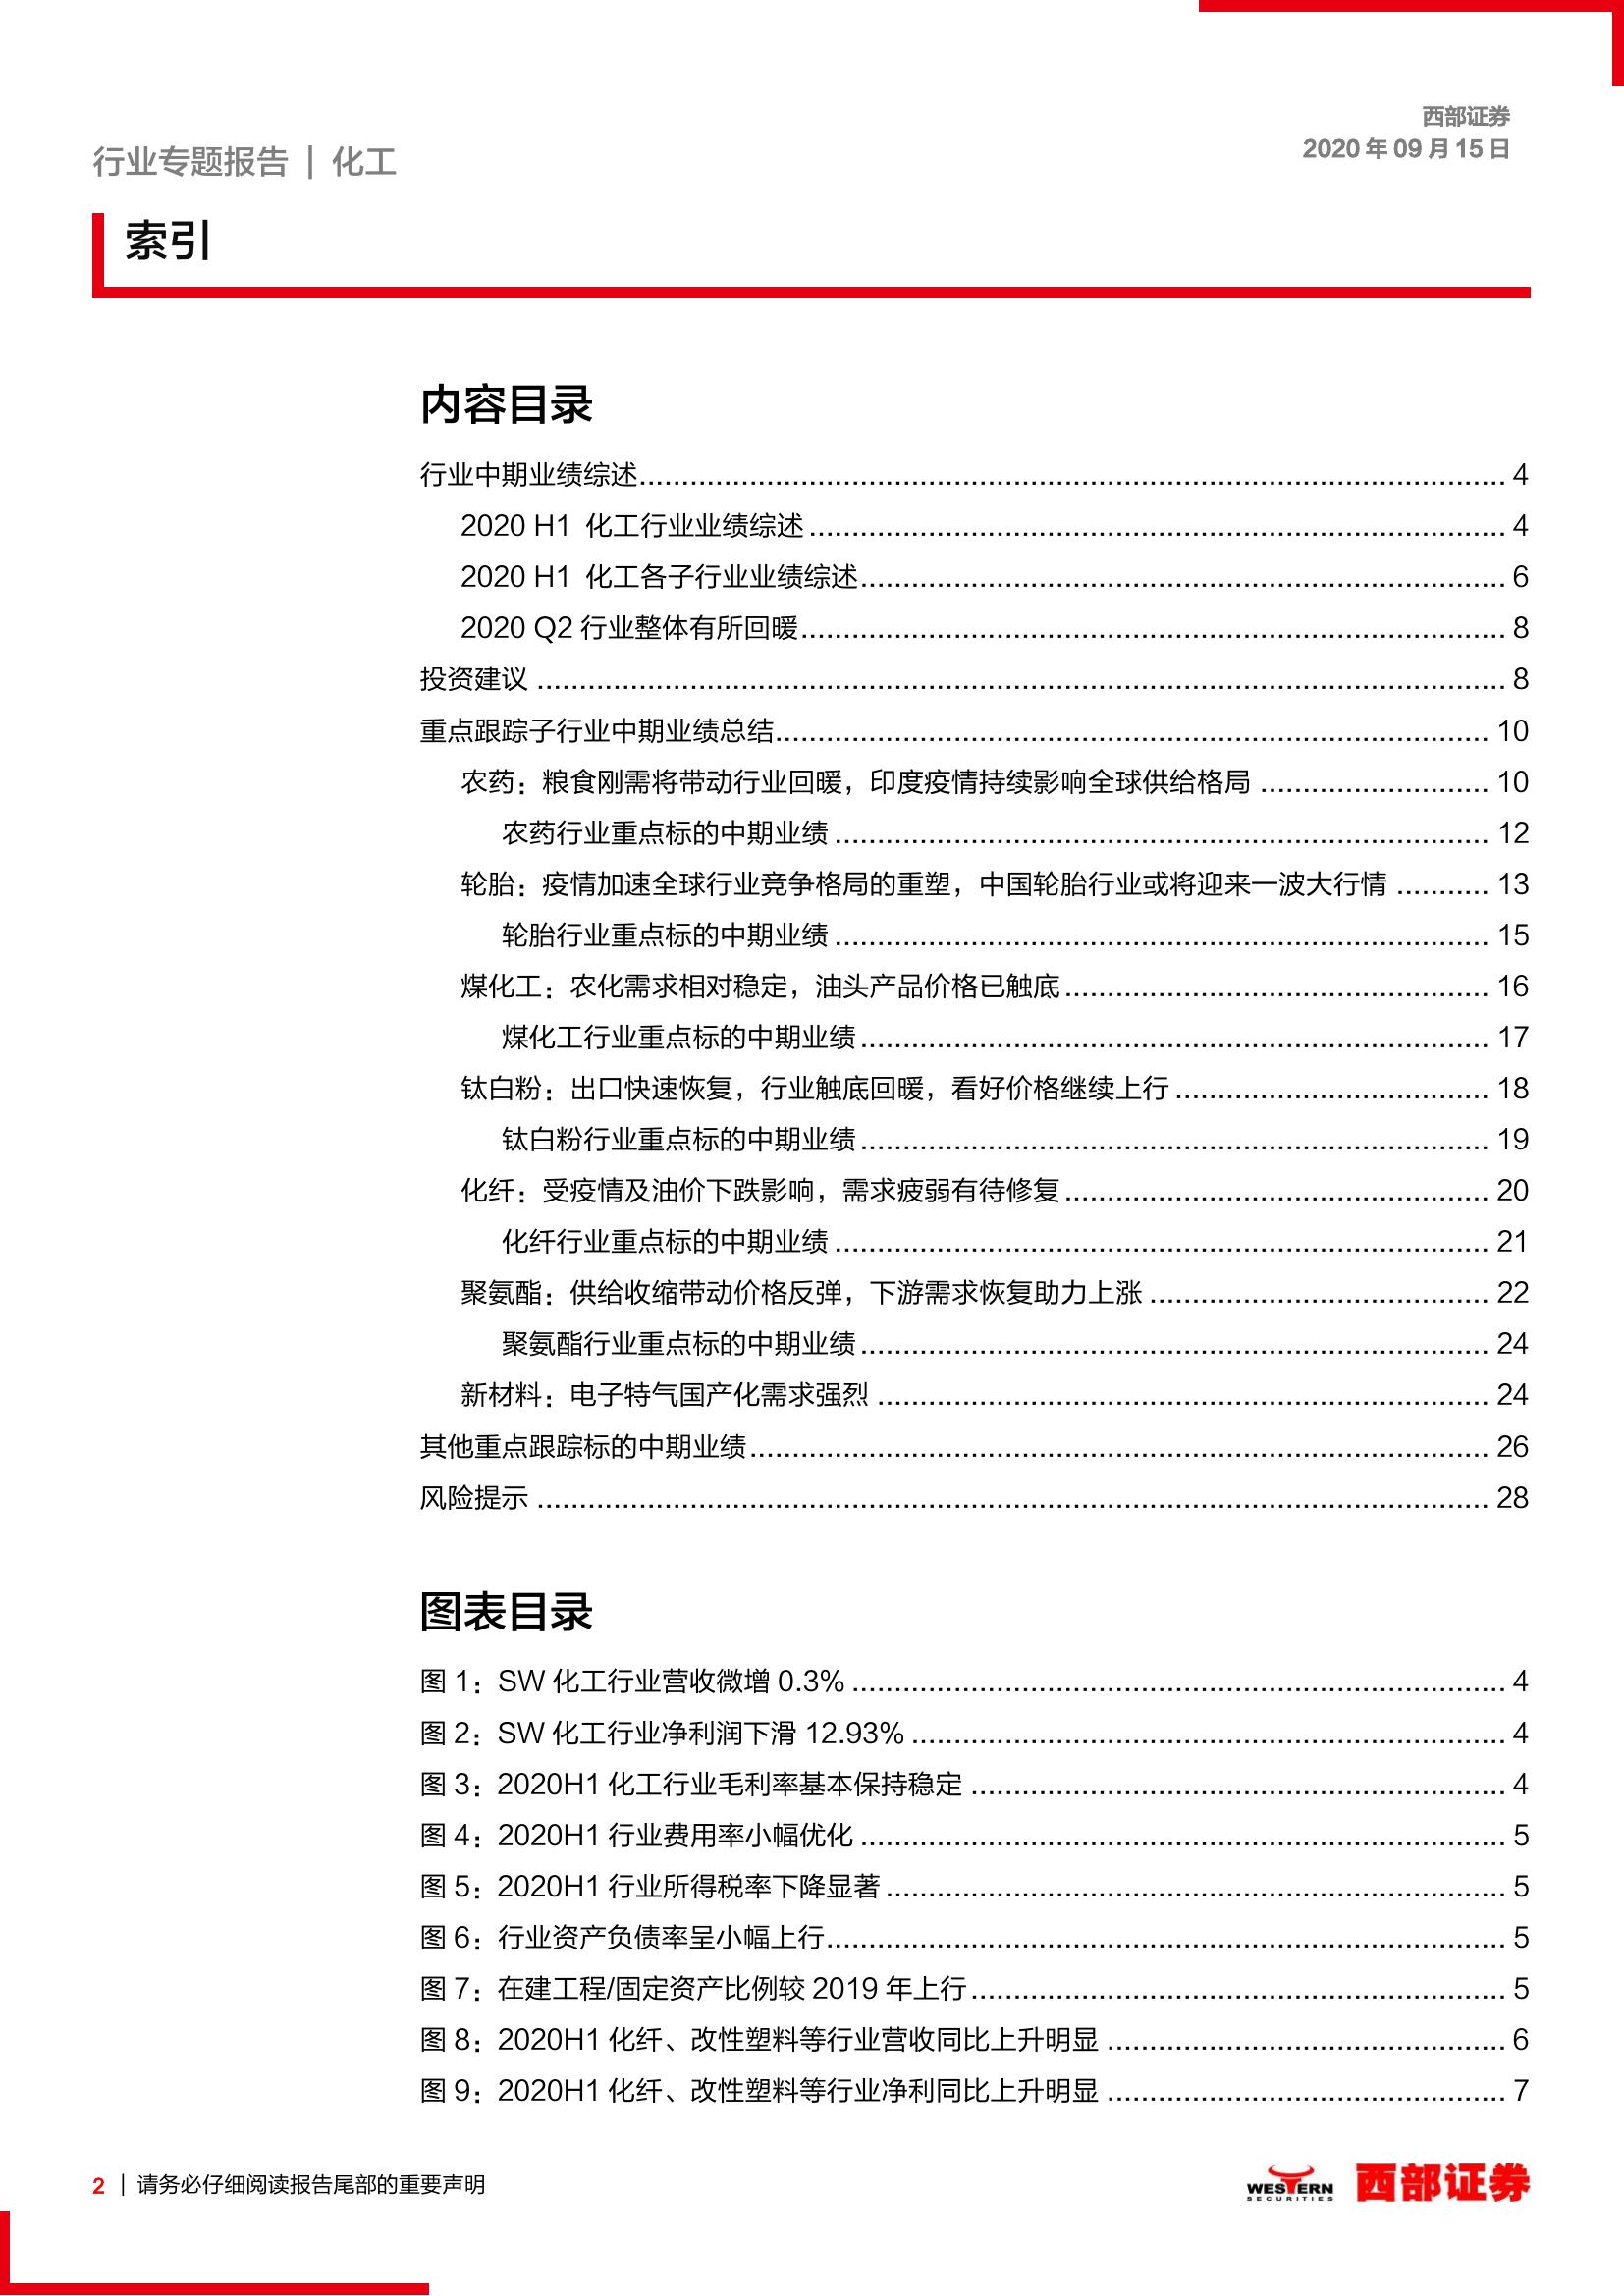 西部证券
2020 年 09 月 15 日
行业专题报告 | 化工
索引
内容目录
行业中期业绩综述........................................................................................................ 4
2020 H1 化工行业业绩综述 ................................................................................... 4
2020 H1 化工各子行业业绩综述............................................................................. 6
2020 Q2 行业整体有所回暖.................................................................................... 8
投资建议 .................................................................................................................... 8
重点跟踪子行业中期业绩总结..................................................................................... 10
农药：粮食刚需将带动行业回暖，印度疫情持续影响全球供给格局 ........................... 10
农药行业重点标的中期业绩 .............................................................................. 12
轮胎：疫情加速全球行业竞争格局的重塑，中国轮胎行业或将迎来一波大行情 ........... 13
轮胎行业重点标的中期业绩 .............................................................................. 15
煤化工：农化需求相对稳定，油头产品价格已触底................................................... 16
煤化工行业重点标的中期业绩........................................................................... 17
钛白粉：出口快速恢复，行业触底回暖，看好价格继续上行 ..................................... 18
钛白粉行业重点标的中期业绩........................................................................... 19
化纤：受疫情及油价下跌影响，需求疲弱有待修复................................................... 20
化纤行业重点标的中期业绩 .............................................................................. 21
聚氨酯：供给收缩带动价格反弹，下游需求恢复助力上涨 ........................................ 22
聚氨酯行业重点标的中期业绩........................................................................... 24
新材料：电子特气国产化需求强烈 ......................................................................... 24
其他重点跟踪标的中期业绩........................................................................................ 26
风险提示 .................................................................................................................. 28
图表目录
图 1：SW 化工行业营收微增 0.3% .............................................................................. 4
图 2：SW 化工行业净利润下滑 12.93% ....................................................................... 4
图 3：2020H1 化工行业毛利率基本保持稳定 ................................................................ 4
图 4：2020H1 行业费用率小幅优化 ............................................................................. 5
图 5：2020H1 行业所得税率下降显著.......................................................................... 5
图 6：行业资产负债率呈小幅上行................................................................................. 5
图 7：在建工程/固定资产比例较 2019 年上行................................................................ 5
图 8：2020H1 化纤、改性塑料等行业营收同比上升明显 ............................................... 6
图 9：2020H1 化纤、改性塑料等行业净利同比上升明显 ............................................... 7
2 | 请务必仔细阅读报告尾部的重要声明
WESTERN
SECURITIES
西部证券